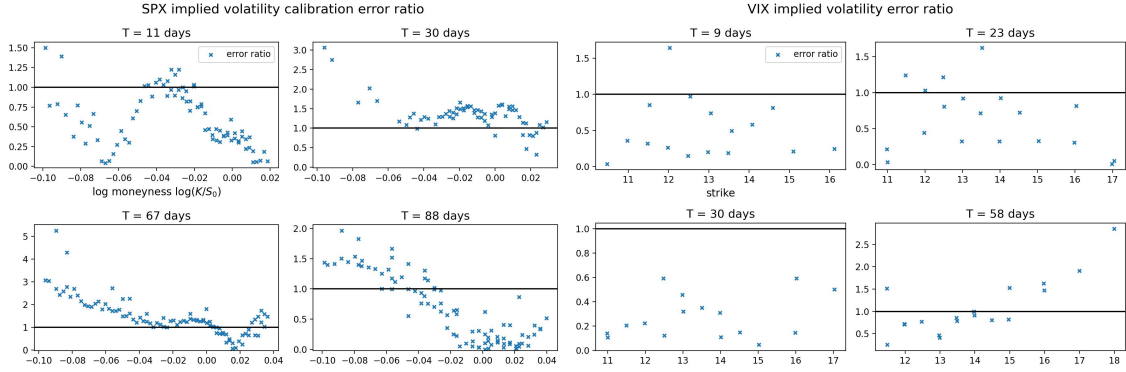 SPX implied volatility calibration error ratio
VIX implied volatility error ratio
T = 11 days
1.50
1.25
1.00
0.75
0.50
0.25
0.00
error ratio
−0.10 −0.08 −0.06 −0.04 −0.02 0.00 0.02
log moneyness log(K/S₀)
T = 30 days
3.0
2.5
2.0
1.5
1.0
0.5
0.0
−0.10 −0.08 −0.06 −0.04 −0.02 0.00 0.02
T = 9 days
1.5
1.0
0.5
0.0
error ratio
11 12 13 14 15 16
strike
T = 23 days
1.5
1.0
0.5
0.0
11 12 13 14 15 16 17
T = 67 days
5
4
3
2
1
0
−0.10 −0.08 −0.06 −0.04 −0.02 0.00 0.02 0.04
T = 88 days
2.0
1.5
1.0
0.5
0.0
−0.10 −0.08 −0.06 −0.04 −0.02 0.00 0.02 0.04
T = 30 days
1.0
0.8
0.6
0.4
0.2
0.0
11 12 13 14 15 16 17
T = 58 days
2.5
2.0
1.5
1.0
0.5
12 13 14 15 16 17 18